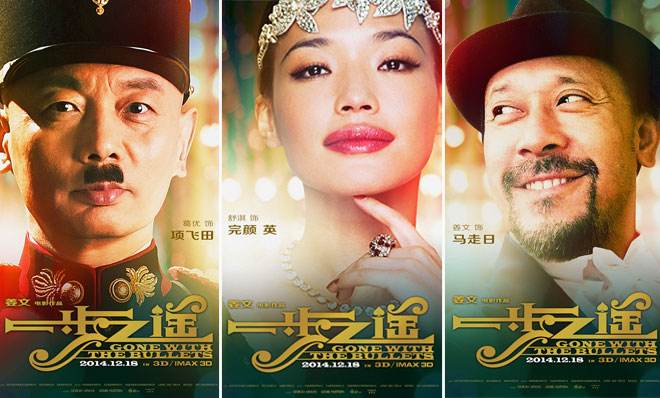 葛优 饰
项飞田
姜文 电影作品
一步之遥
GONE WITH
THE BULLETS
2014.12.18 IN 3D/IMAX 3D
舒淇 饰
完颜 英
姜文 电影作品
一步之遥
GONE WITH
THE BULLETS
2014.12.18 IN 3D/IMAX 3D
姜文 饰
马走日
姜文 电影作品
一步之遥
GONE WITH
THE BULLETS
2014.12.18 IN 3D/IMAX 3D